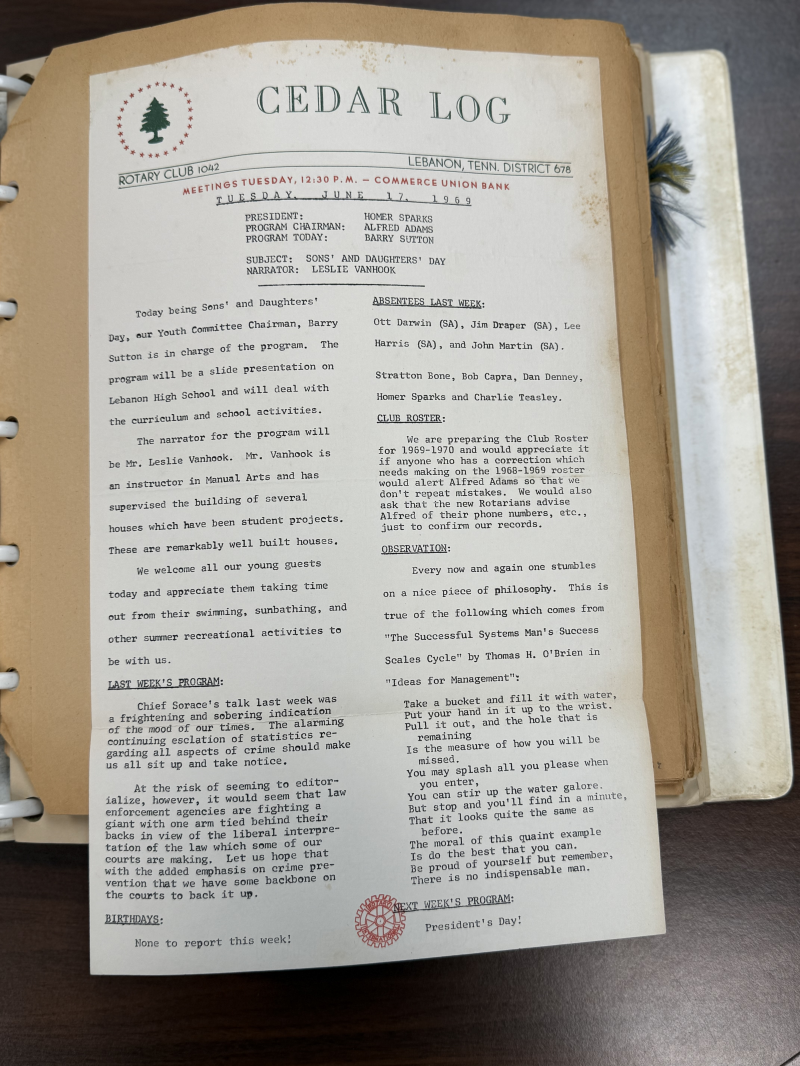 CEDAR LOG
ROTARY CLUB 1042
LEBANON, TENN. DISTRICT 678
MEETINGS TUESDAY, 12:30 P.M. — COMMERCE UNION BANK
TUESDAY, JUNE 17, 1969
PRESIDENT: HOMER SPARKS
PROGRAM CHAIRMAN: ALFRED ADAMS
PROGRAM TODAY: BARRY SUTTON
SUBJECT: SONS' AND DAUGHTERS' DAY
NARRATOR: LESLIE VANHOOK
Today being Sons' and Daughters'
Day, our Youth Committee Chairman, Barry
Sutton is in charge of the program. The
program will be a slide presentation on
Lebanon High School and will deal with
the curriculum and school activities.
The narrator for the program will
be Mr. Leslie Vanhook. Mr. Vanhook is
an instructor in Manual Arts and has
supervised the building of several
houses which have been student projects.
These are remarkably well built houses.
We welcome all our young guests
today and appreciate them taking time
out from their swimming, sunbathing, and
other summer recreational activities to
be with us.
LAST WEEK'S PROGRAM:
Chief Sorace's talk last week was
a frightening and sobering indication
of the mood of our times. The alarming
continuing esclation of statistics re-
garding all aspects of crime should make
us all sit up and take notice.
At the risk of seeming to editor-
ialize, however, it would seem that law
enforcement agencies are fighting a
giant with one arm tied behind their
backs in view of the liberal interpre-
tation of the law which some of our
courts are making. Let us hope that
with the added emphasis on crime pre-
vention that we have some backbone on
the courts to back it up.
BIRTHDAYS:
None to report this week!
ABSENTEES LAST WEEK:
Ott Darwin (SA), Jim Draper (SA), Lee
Harris (SA), and John Martin (SA).
Stratton Bone, Bob Capra, Dan Denney,
Homer Sparks and Charlie Teasley.
CLUB ROSTER:
We are preparing the Club Roster
for 1969-1970 and would appreciate it
if anyone who has a correction which
needs making on the 1968-1969 roster
would alert Alfred Adams so that we
don't repeat mistakes. We would also
ask that the new Rotarians advise
Alfred of their phone numbers, etc.,
just to confirm our records.
OBSERVATION:
Every now and again one stumbles
on a nice piece of philosophy. This is
true of the following which comes from
"The Successful Systems Man's Success
Scales Cycle" by Thomas H. O'Brien in
"Ideas for Management":
Take a bucket and fill it with water,
Put your hand in it up to the wrist.
Pull it out, and the hole that is
remaining
Is the measure of how you will be
missed.
You may splash all you please when
you enter,
You can stir up the water galore.
But stop and you'll find in a minute,
That it looks quite the same as
before.
The moral of this quaint example
Is do the best that you can.
Be proud of yourself but remember,
There is no indispensable man.
NEXT WEEK'S PROGRAM:
President's Day!